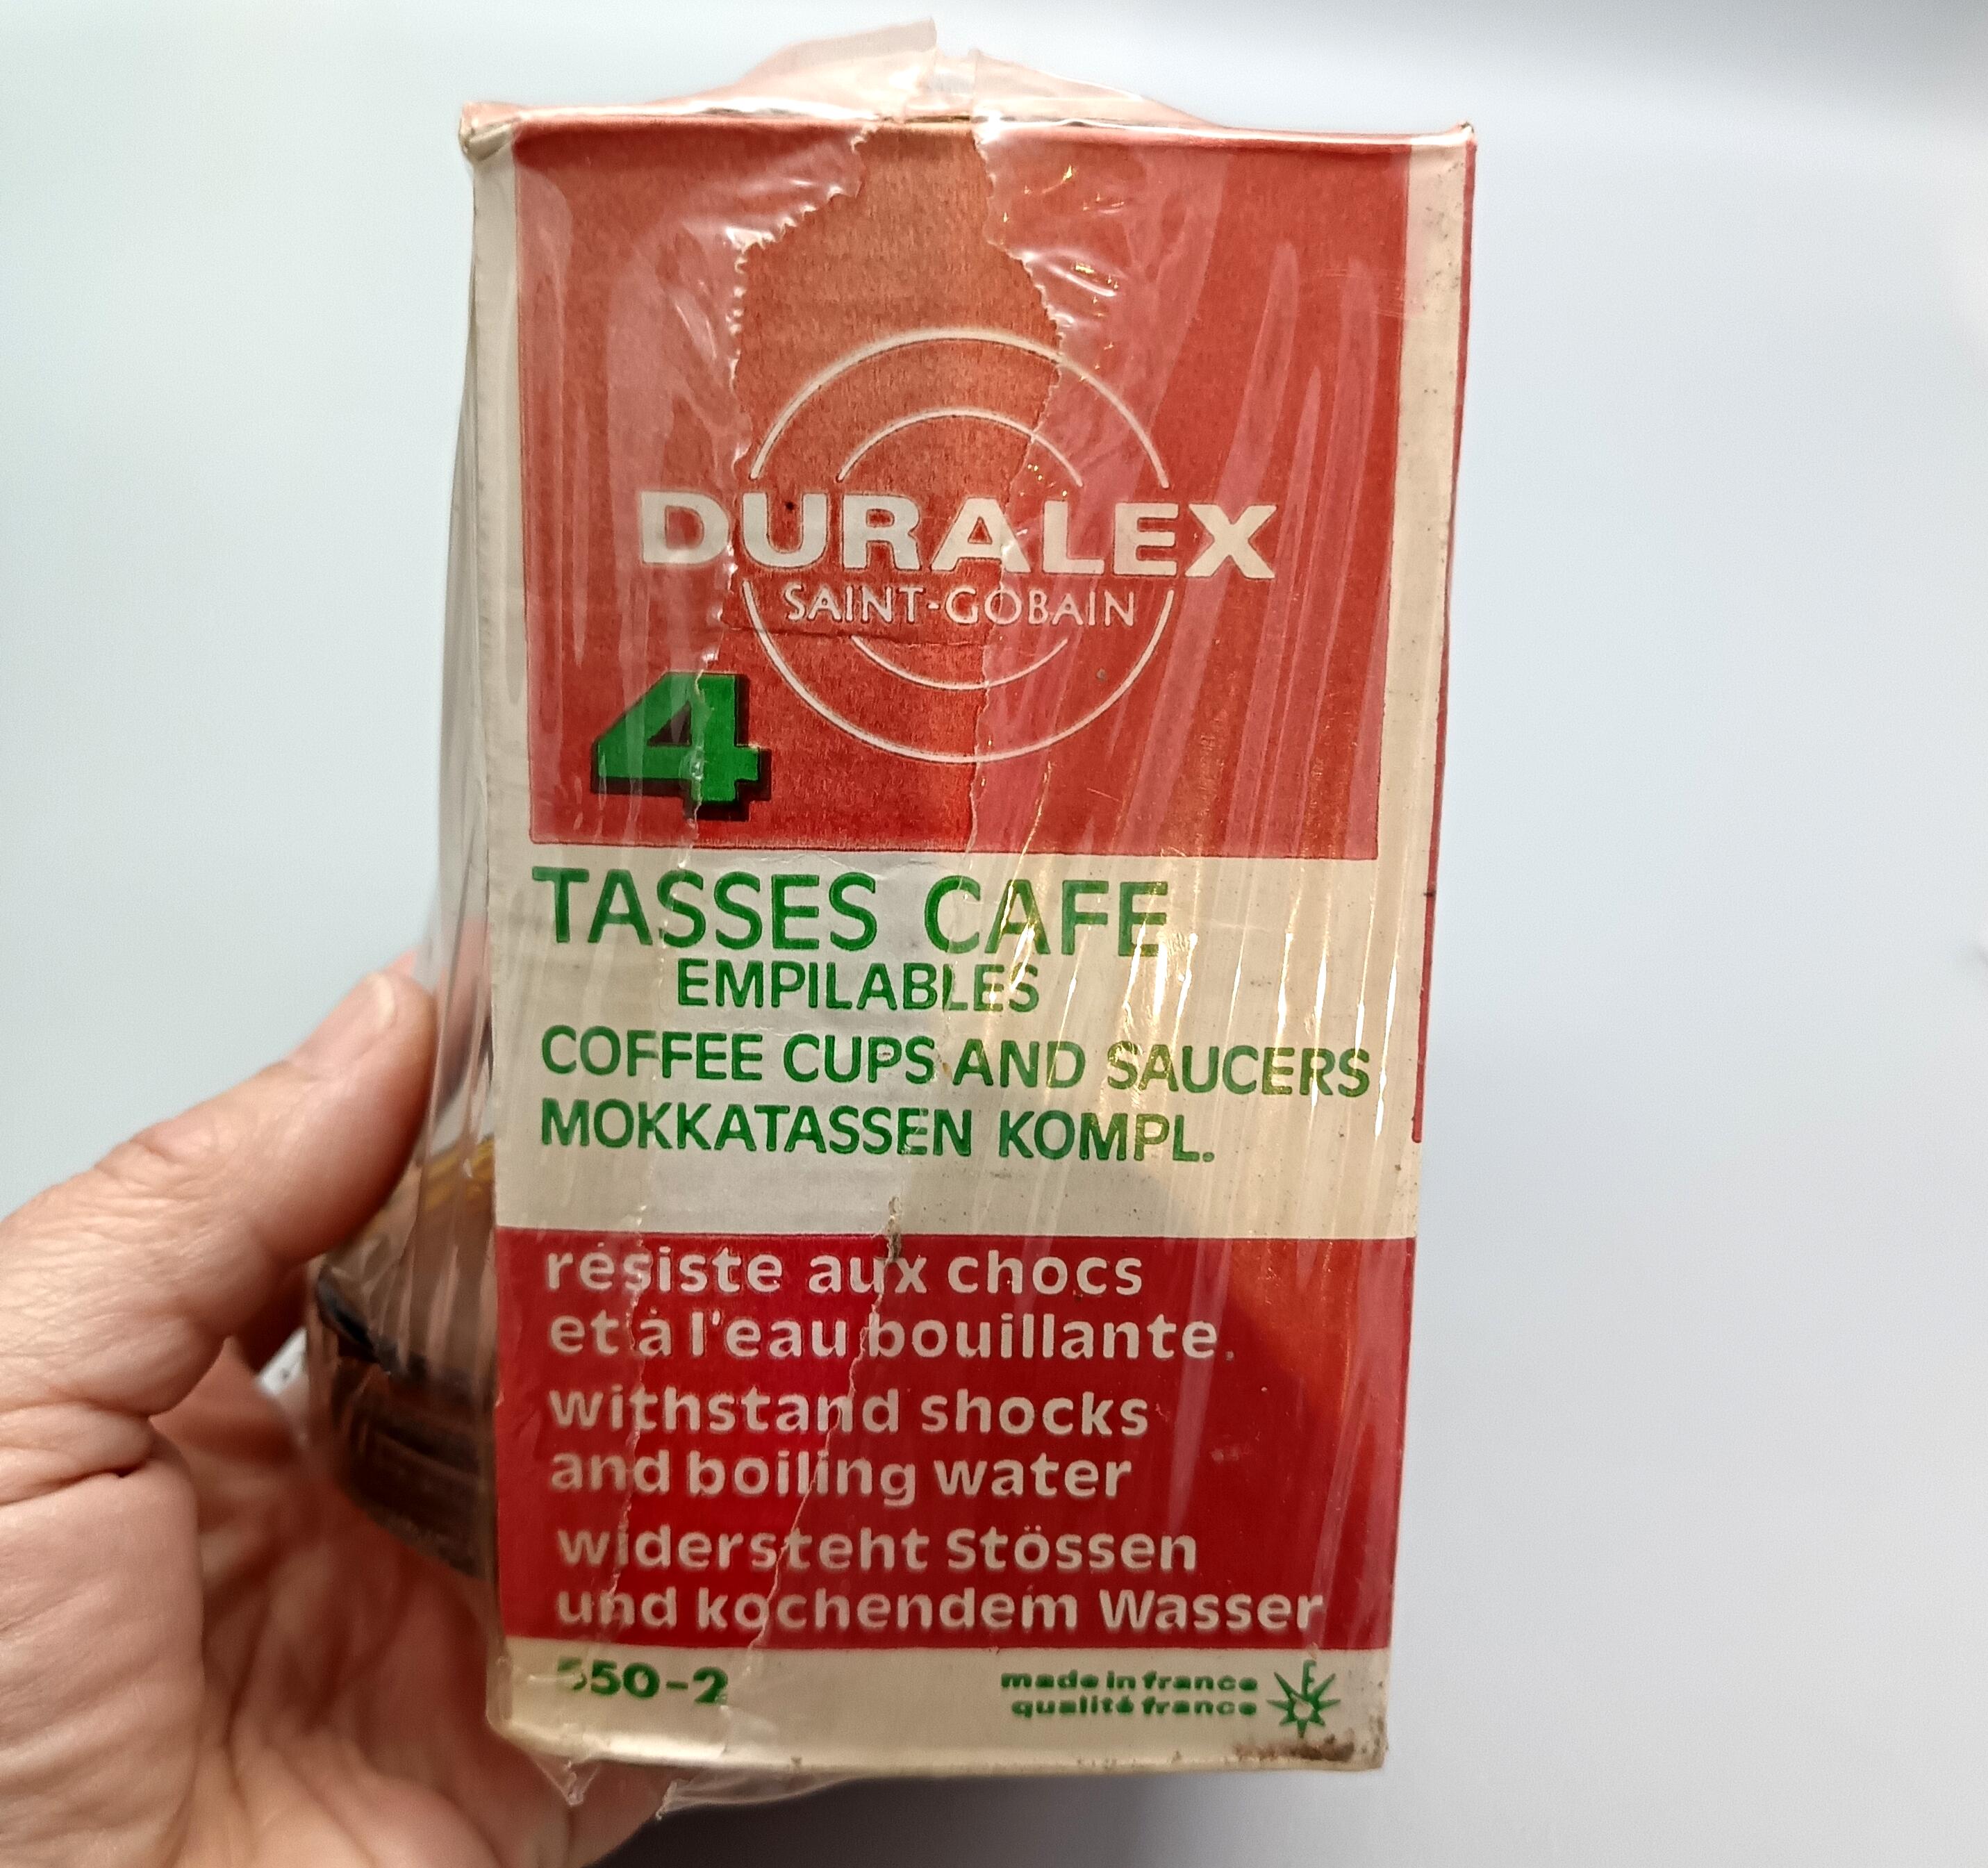 DURALEX
SAINT-GOBAIN
4
TASSES CAFE
EMPILABLES
COFFEE CUPS AND SAUCERS
MOKKATASSEN KOMPL.
résiste aux chocs
et à l'eau bouillante.
withstand shocks
and boiling water
widersteht Stössen
und kochendem Wasser
550-2
made in france
qualité france
F